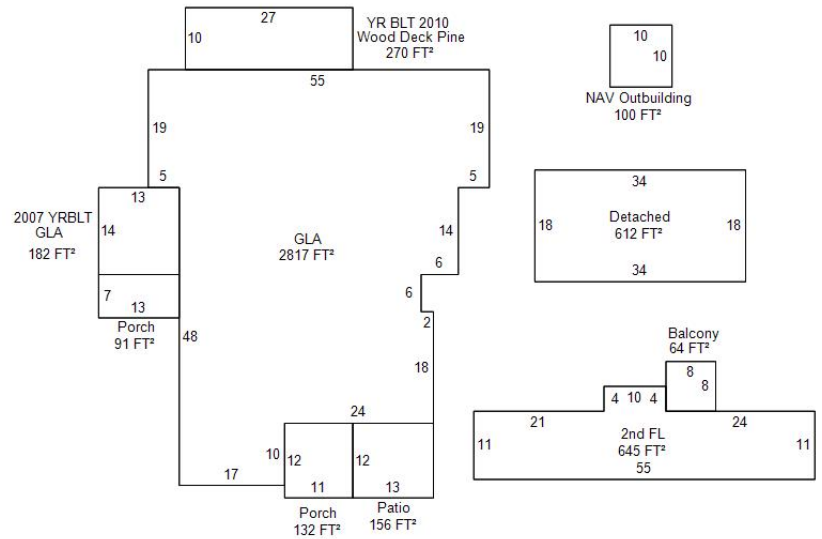 27
YR BLT 2010
10
Wood Deck Pine
270 FT²
55
19
19
5
5
13
2007 YRBLT
GLA
182 FT²
14
GLA
2817 FT²
14
6
7
13
6
Porch
91 FT²
48
2
18
24
10
12
12
17
11
13
Porch
132 FT²
Patio
156 FT²
10
10
NAV Outbuilding
100 FT²
34
18
Detached
612 FT²
18
34
Balcony
64 FT²
8
8
4 10 4
21
24
11
2nd FL
645 FT²
11
55